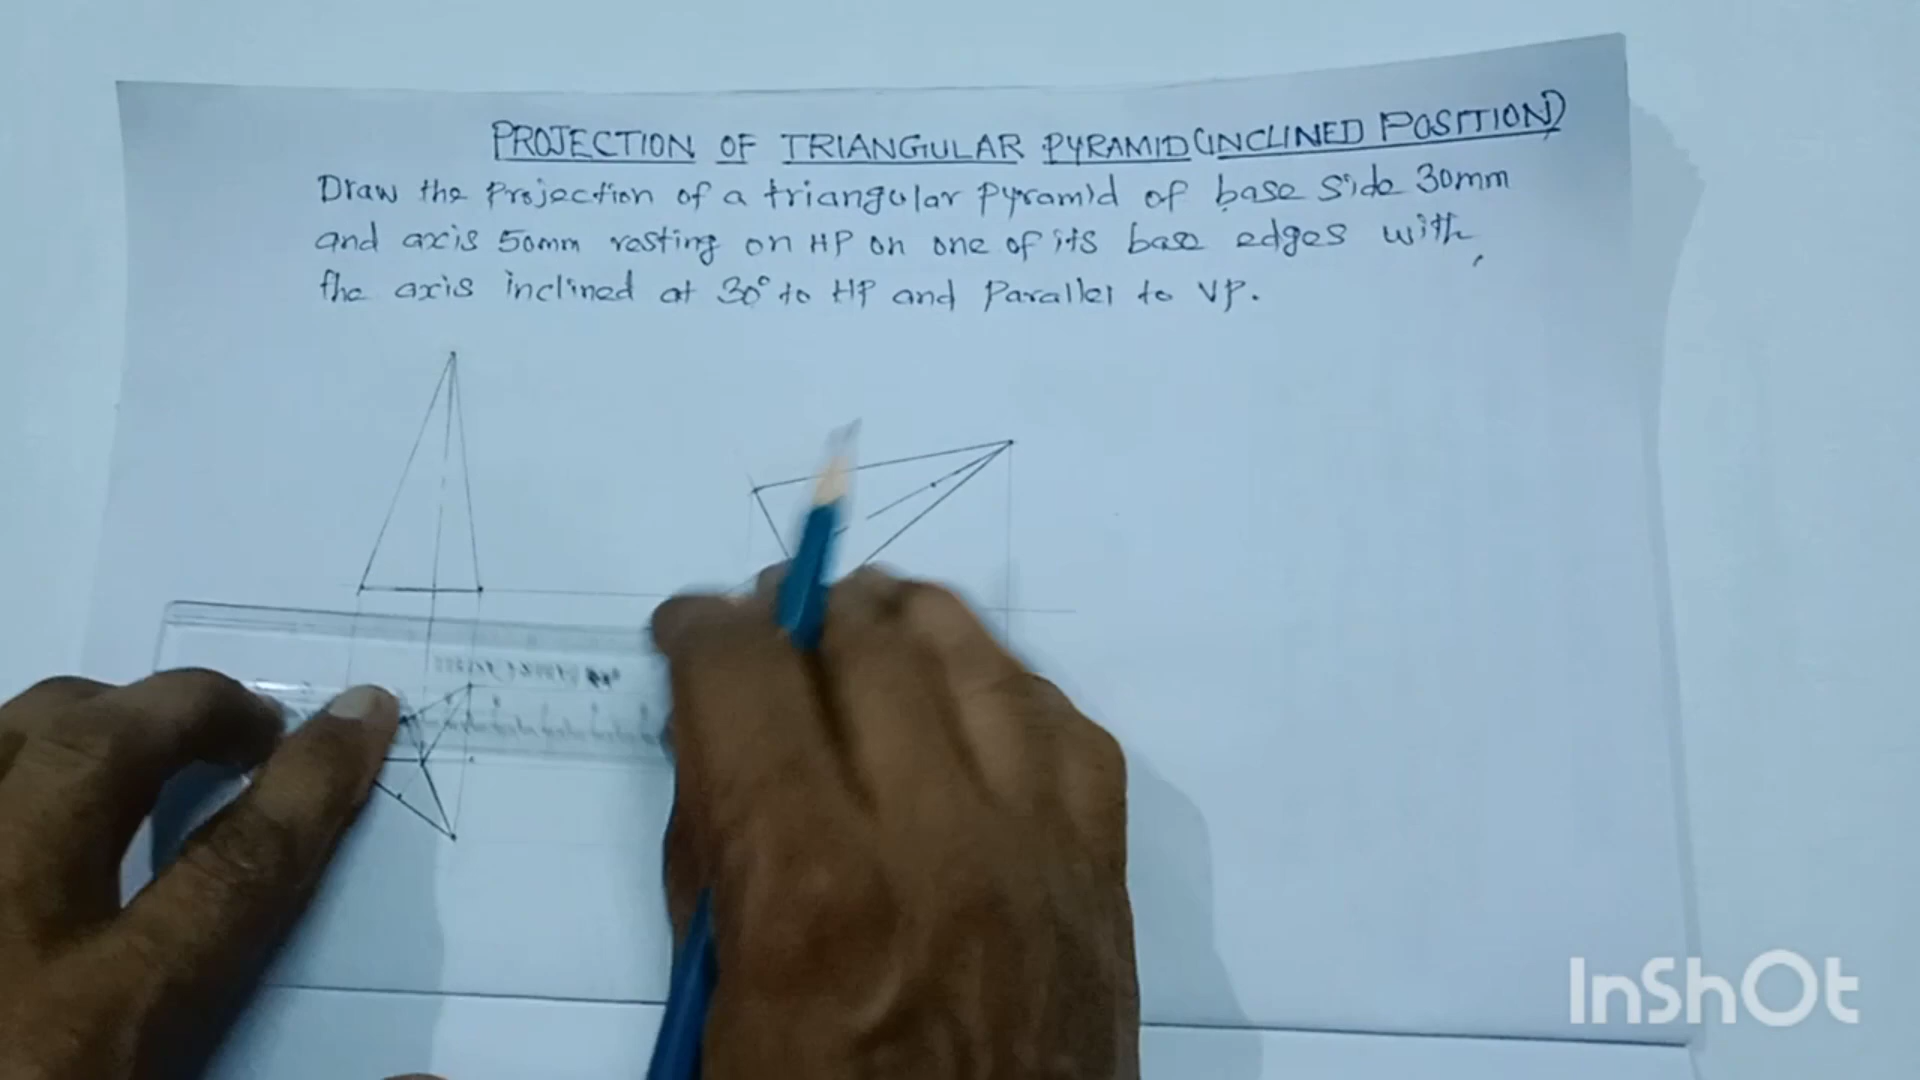 PROJECTION OF TRIANGULAR PYRAMID (INCLINED POSITION)
Draw the projection of a triangular pyramid of base side 30mm
and axis 50mm resting on HP on one of its base edges with
the axis inclined at 30° to HP and parallel to VP.
InShOt